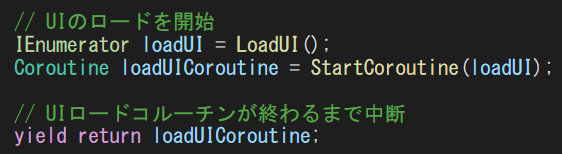 // UIのロードを開始
IEnumerator loadUI = LoadUI();
Coroutine loadUICoroutine = StartCoroutine(loadUI);
// UIロードコルーチンが終わるまで中断
yield return loadUICoroutine;